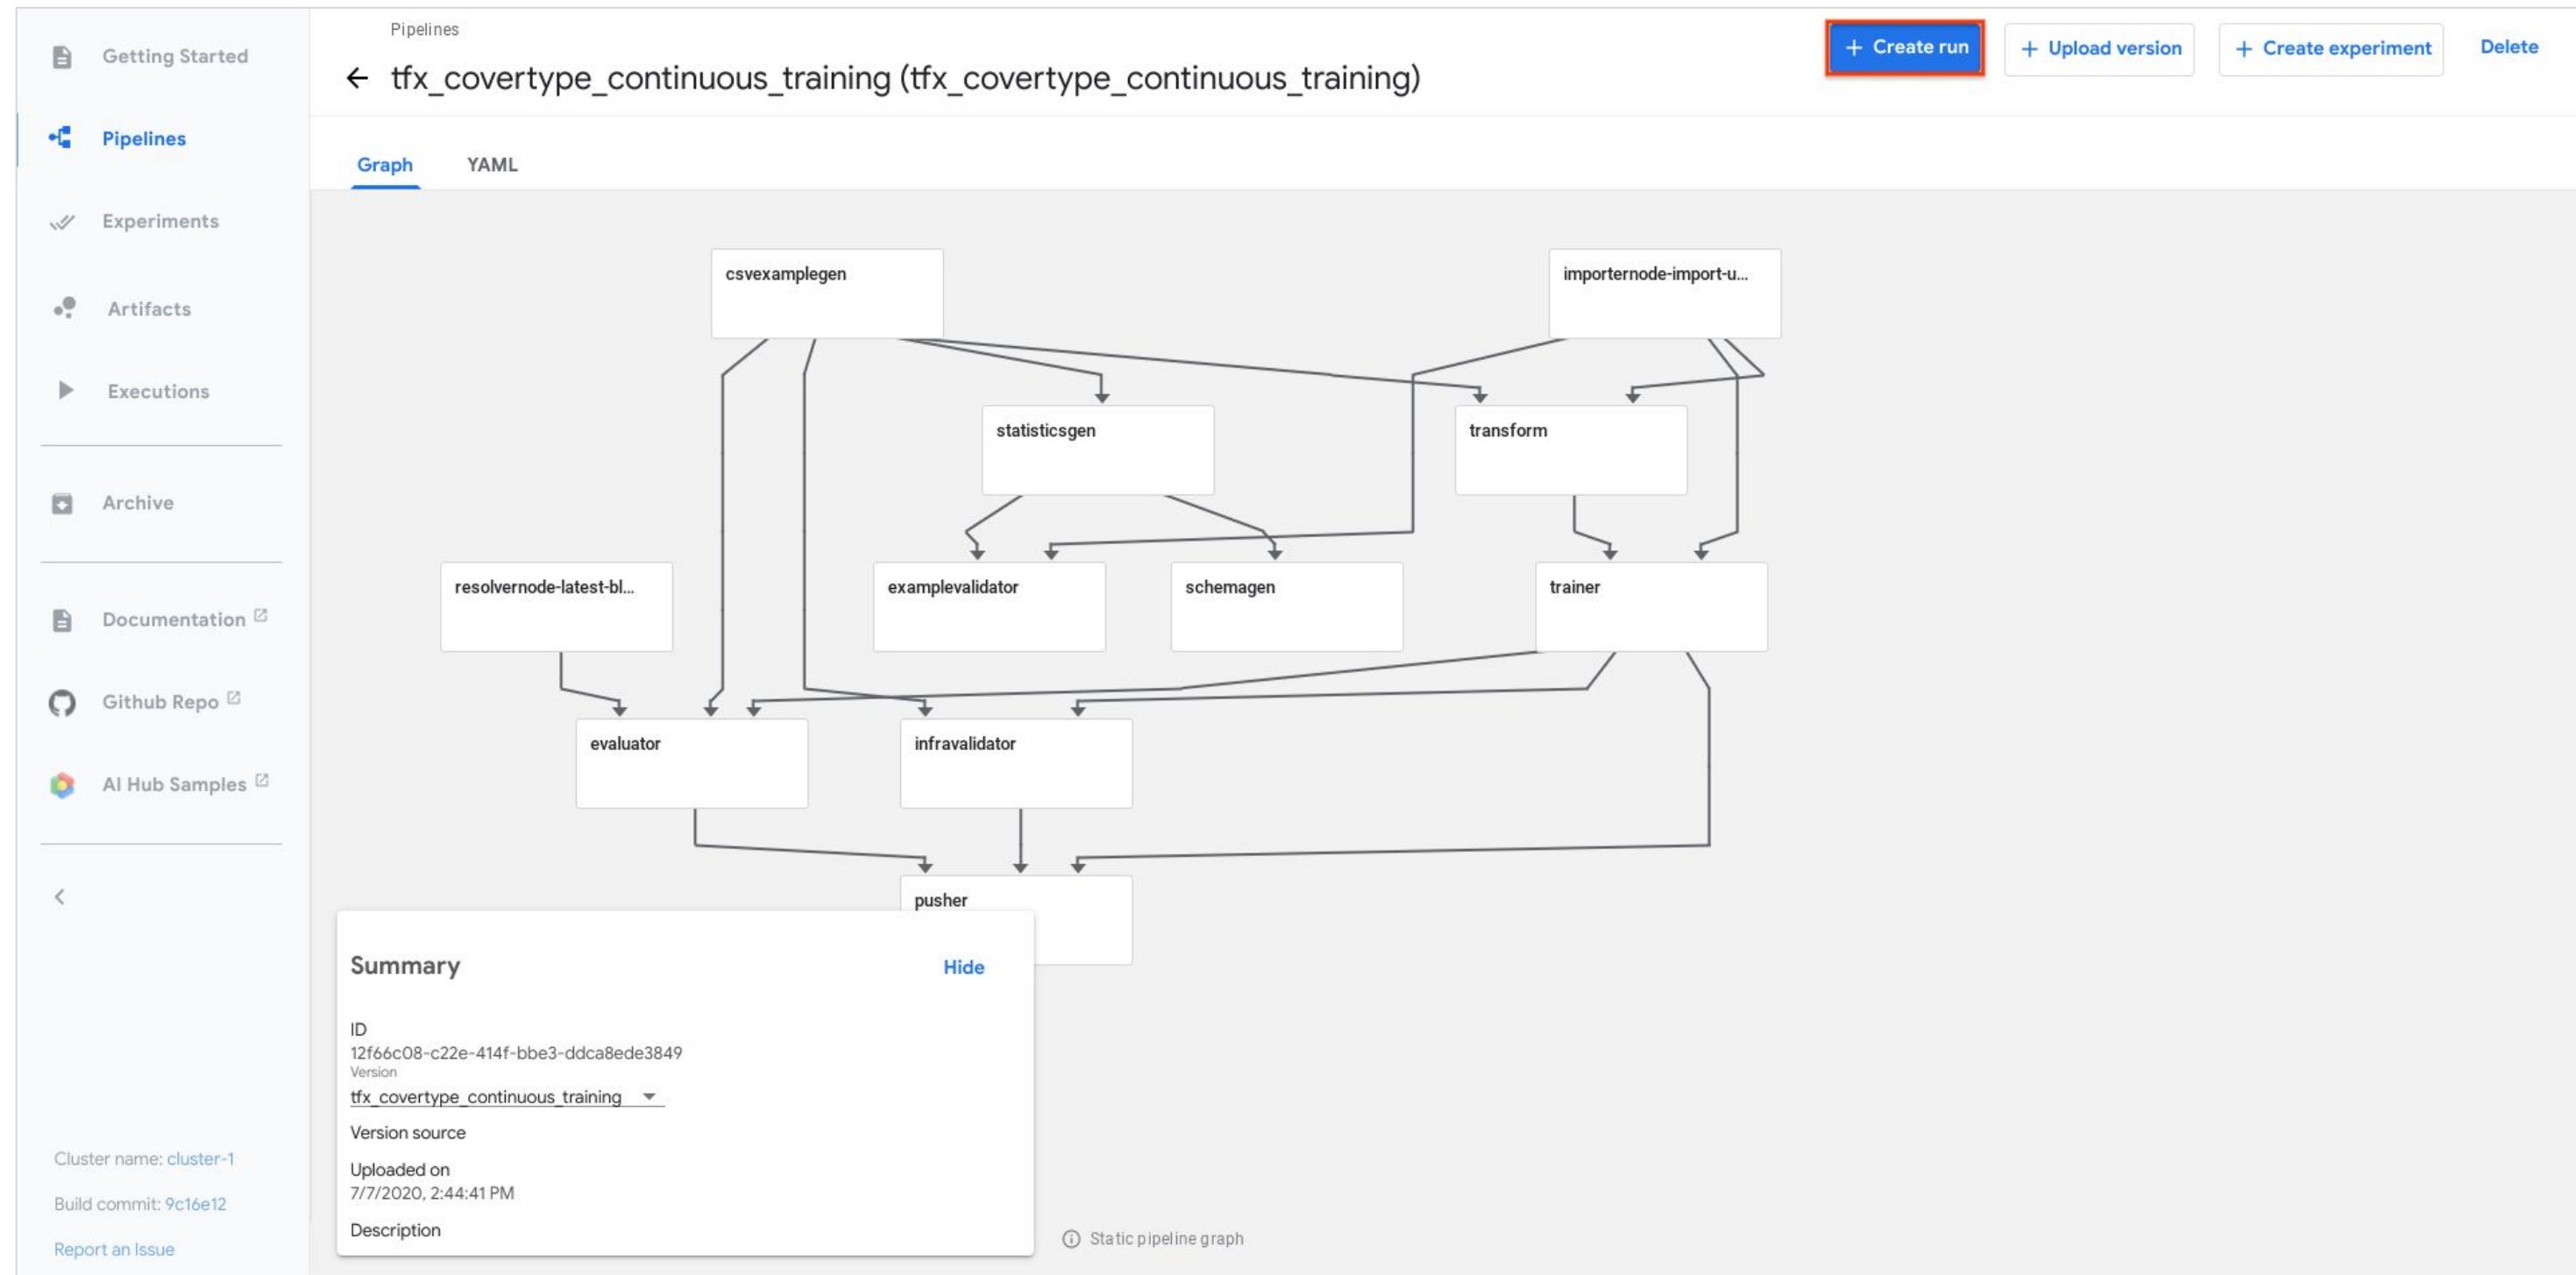 Getting Started
Pipelines
Experiments
Artifacts
Executions
Archive
Documentation
Github Repo
AI Hub Samples
Cluster name: cluster-1
Build commit: 9c16e12
Report an Issue
Pipelines
tfx_covertype_continuous_training (tfx_covertype_continuous_training)
+ Create run
+ Upload version
+ Create experiment
Delete
Graph
YAML
csvexamplegen
importernode-import-u...
statisticsgen
transform
resolvernode-latest-bl...
examplevalidator
schemagen
trainer
evaluator
infravalidator
pusher
Summary
Hide
ID
12f66c08-c22e-414f-bbe3-ddca8ede3849
Version
tfx_covertype_continuous_training
Version source
Uploaded on
7/7/2020, 2:44:41 PM
Description
Static pipeline graph